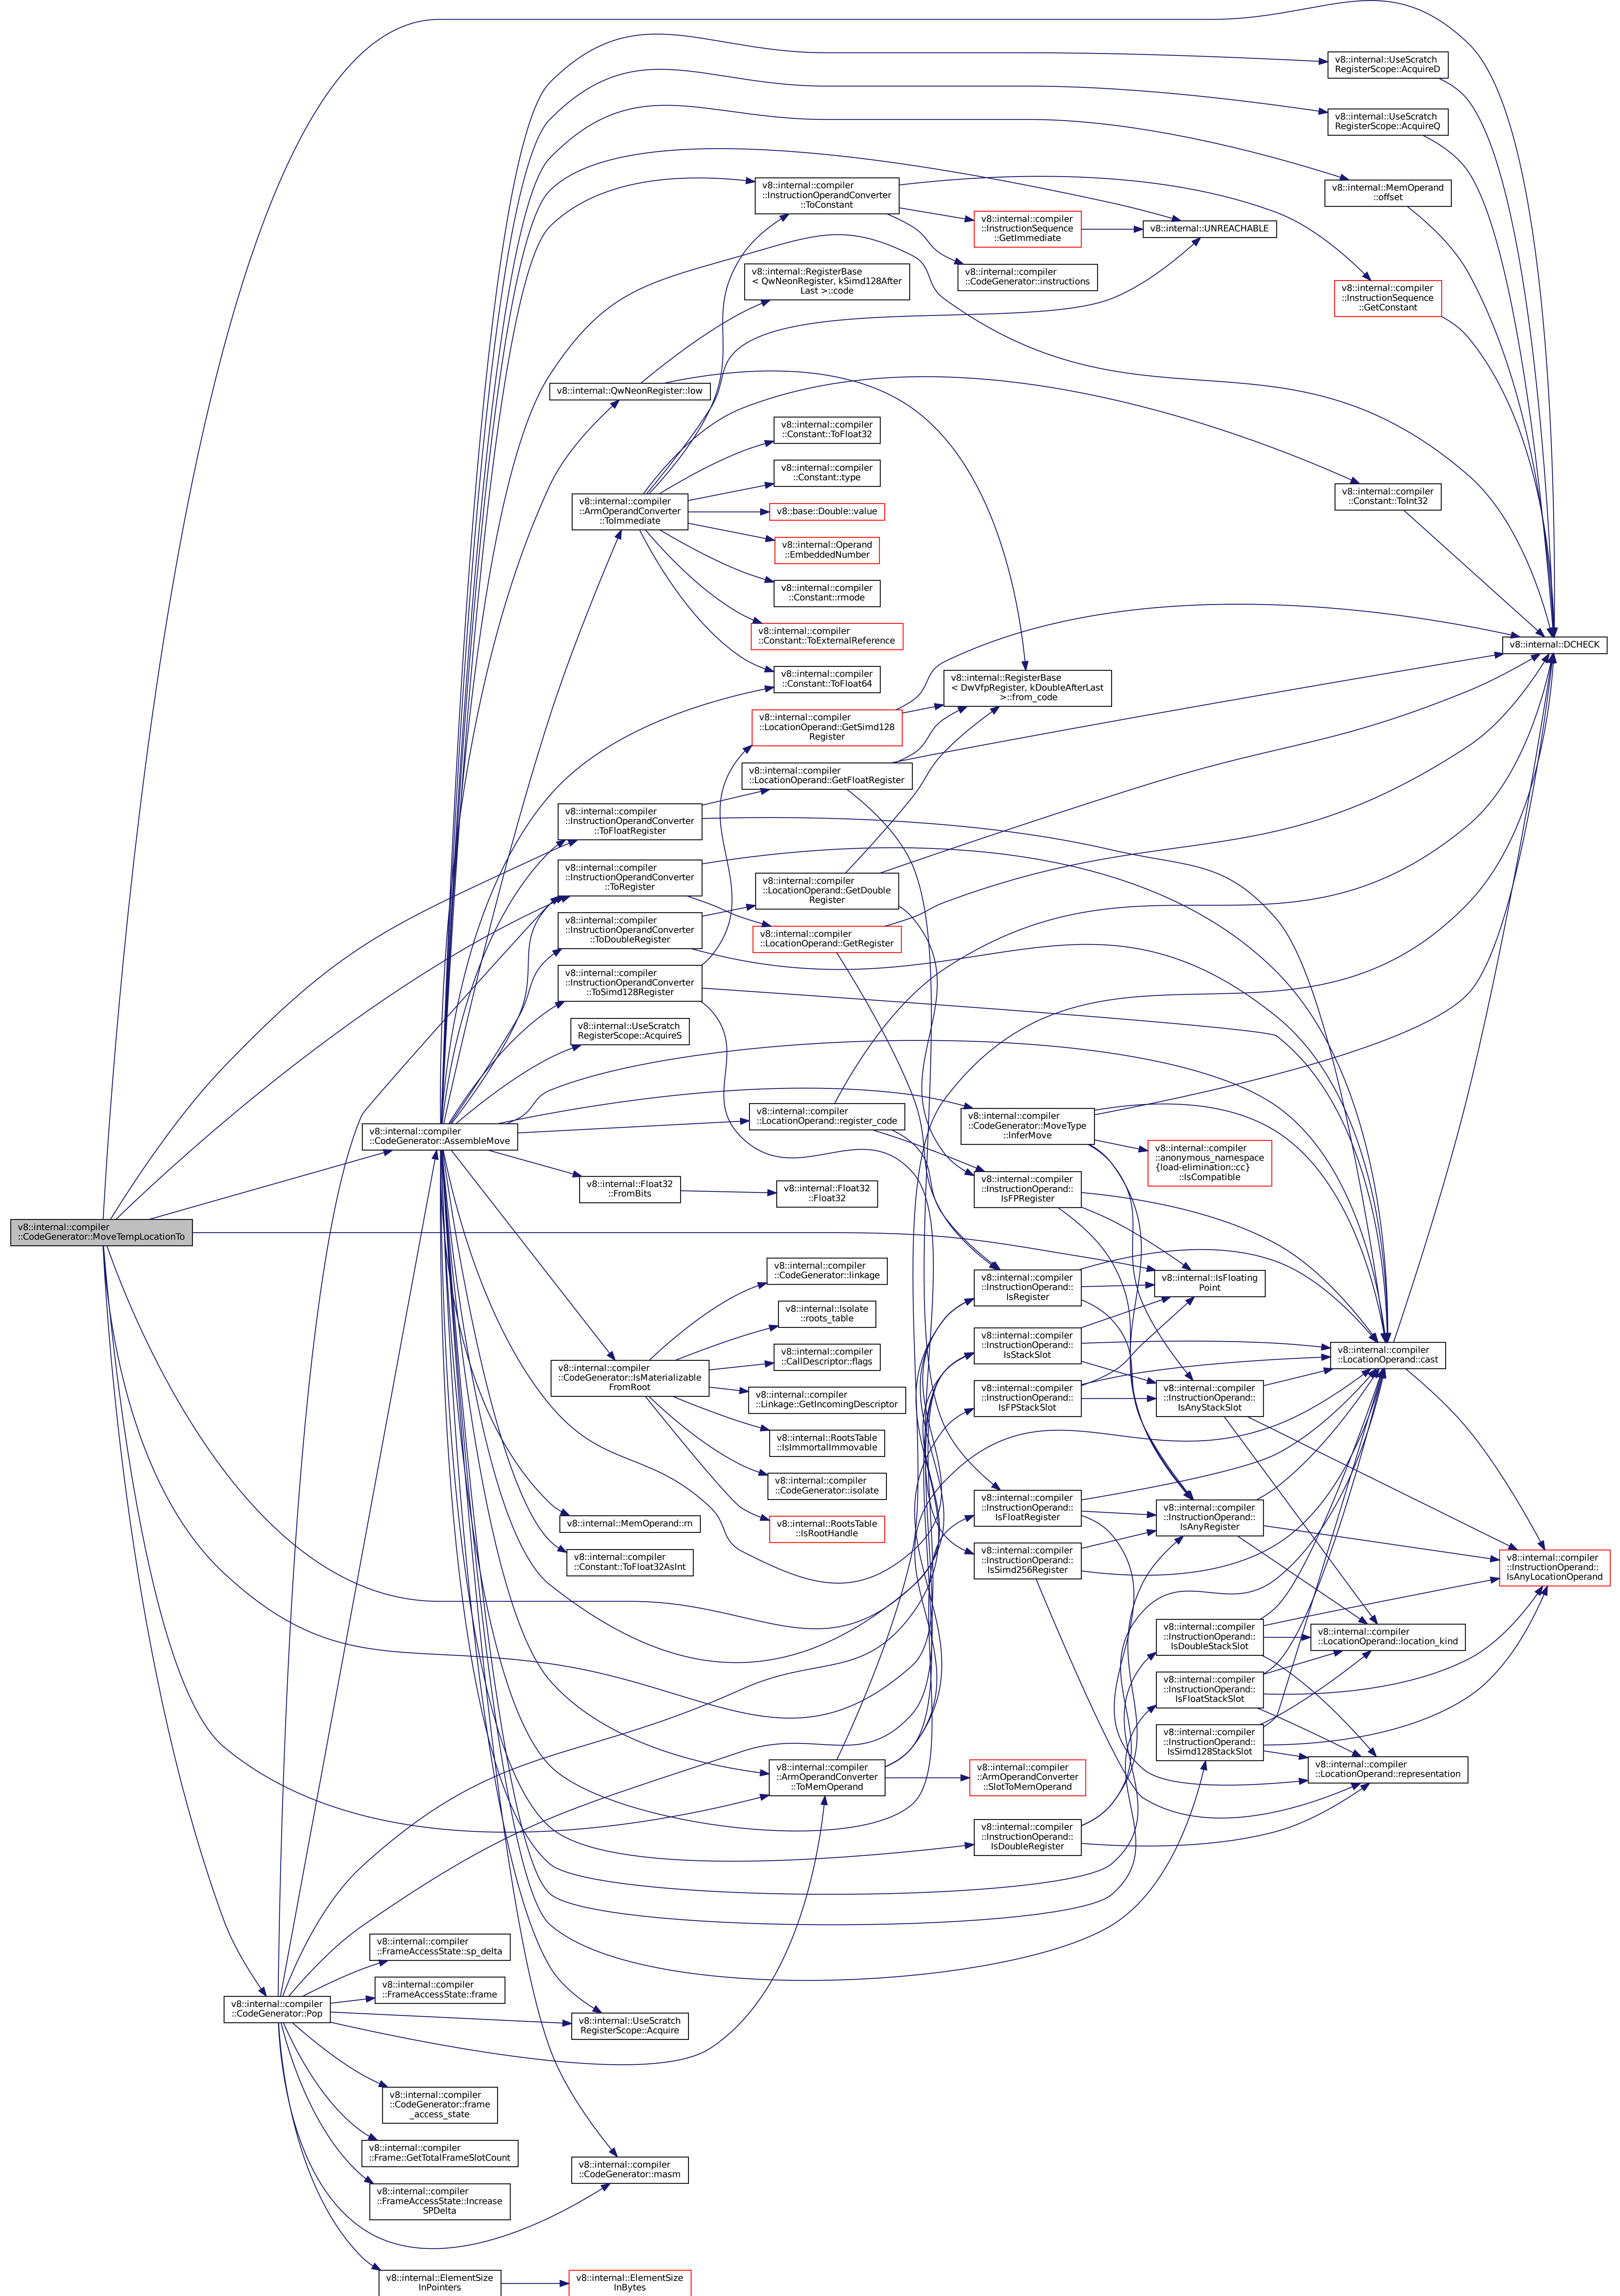 v8::internal::UseScratch
RegisterScope::AcquireD
v8::internal::UseScratch
RegisterScope::AcquireQ
v8::internal::MemOperand
::offset
v8::internal::compiler
::InstructionOperandConverter
::ToConstant
v8::internal::compiler
::InstructionSequence
::GetImmediate
v8::internal::UNREACHABLE
v8::internal::RegisterBase
< QwNeonRegister, kSimd128After
Last >::code
v8::internal::compiler
::CodeGenerator::instructions
v8::internal::compiler
::InstructionSequence
::GetConstant
v8::internal::QwNeonRegister::low
v8::internal::compiler
::Constant::ToFloat32
v8::internal::compiler
::Constant::type
v8::internal::compiler
::ArmOperandConverter
::ToImmediate
v8::base::Double::value
v8::internal::compiler
::Constant::ToInt32
v8::internal::Operand
::EmbeddedNumber
v8::internal::compiler
::Constant::rmode
v8::internal::compiler
::Constant::ToExternalReference
v8::internal::DCHECK
v8::internal::compiler
::Constant::ToFloat64
v8::internal::RegisterBase
< DwVfpRegister, kDoubleAfterLast
>::from_code
v8::internal::compiler
::LocationOperand::GetSimd128
Register
v8::internal::compiler
::LocationOperand::GetFloatRegister
v8::internal::compiler
::InstructionOperandConverter
::ToFloatRegister
v8::internal::compiler
::InstructionOperandConverter
::ToRegister
v8::internal::compiler
::LocationOperand::GetDouble
Register
v8::internal::compiler
::InstructionOperandConverter
::ToDoubleRegister
v8::internal::compiler
::LocationOperand::GetRegister
v8::internal::compiler
::InstructionOperandConverter
::ToSimd128Register
v8::internal::UseScratch
RegisterScope::AcquireS
v8::internal::compiler
::LocationOperand::register_code
v8::internal::compiler
::CodeGenerator::MoveType
::InferMove
v8::internal::compiler
::CodeGenerator::AssembleMove
v8::internal::compiler
::anonymous_namespace
{load-elimination::cc}
::IsCompatible
v8::internal::Float32
::FromBits
v8::internal::Float32
::Float32
v8::internal::compiler
::InstructionOperand::
IsFPRegister
v8::internal::compiler
::CodeGenerator::MoveTempLocationTo
v8::internal::compiler
::CodeGenerator::linkage
v8::internal::compiler
::InstructionOperand::
IsRegister
v8::internal::IsFloating
Point
v8::internal::Isolate
::roots_table
v8::internal::compiler
::InstructionOperand::
IsStackSlot
v8::internal::compiler
::LocationOperand::cast
v8::internal::compiler
::CallDescriptor::flags
v8::internal::compiler
::CodeGenerator::IsMaterializable
FromRoot
v8::internal::compiler
::Linkage::GetIncomingDescriptor
v8::internal::compiler
::InstructionOperand::
IsFPStackSlot
v8::internal::compiler
::InstructionOperand::
IsAnyStackSlot
v8::internal::RootsTable
::IsImmortalImmovable
v8::internal::compiler
::CodeGenerator::isolate
v8::internal::RootsTable
::IsRootHandle
v8::internal::compiler
::InstructionOperand::
IsFloatRegister
v8::internal::compiler
::InstructionOperand::
IsAnyRegister
v8::internal::MemOperand::rn
v8::internal::compiler
::Constant::ToFloat32AsInt
v8::internal::compiler
::InstructionOperand::
IsSimd256Register
v8::internal::compiler
::InstructionOperand::
IsAnyLocationOperand
v8::internal::compiler
::InstructionOperand::
IsDoubleStackSlot
v8::internal::compiler
::LocationOperand::location_kind
v8::internal::compiler
::InstructionOperand::
IsFloatStackSlot
v8::internal::compiler
::InstructionOperand::
IsSimd128StackSlot
v8::internal::compiler
::LocationOperand::representation
v8::internal::compiler
::ArmOperandConverter
::ToMemOperand
v8::internal::compiler
::ArmOperandConverter
::SlotToMemOperand
v8::internal::compiler
::InstructionOperand::
IsDoubleRegister
v8::internal::compiler
::FrameAccessState::sp_delta
v8::internal::compiler
::FrameAccessState::frame
v8::internal::compiler
::CodeGenerator::Pop
v8::internal::UseScratch
RegisterScope::Acquire
v8::internal::compiler
::CodeGenerator::frame
_access_state
v8::internal::compiler
::Frame::GetTotalFrameSlotCount
v8::internal::compiler
::CodeGenerator::masm
v8::internal::compiler
::FrameAccessState::Increase
SPDelta
v8::internal::ElementSize
InPointers
v8::internal::ElementSize
InBytes